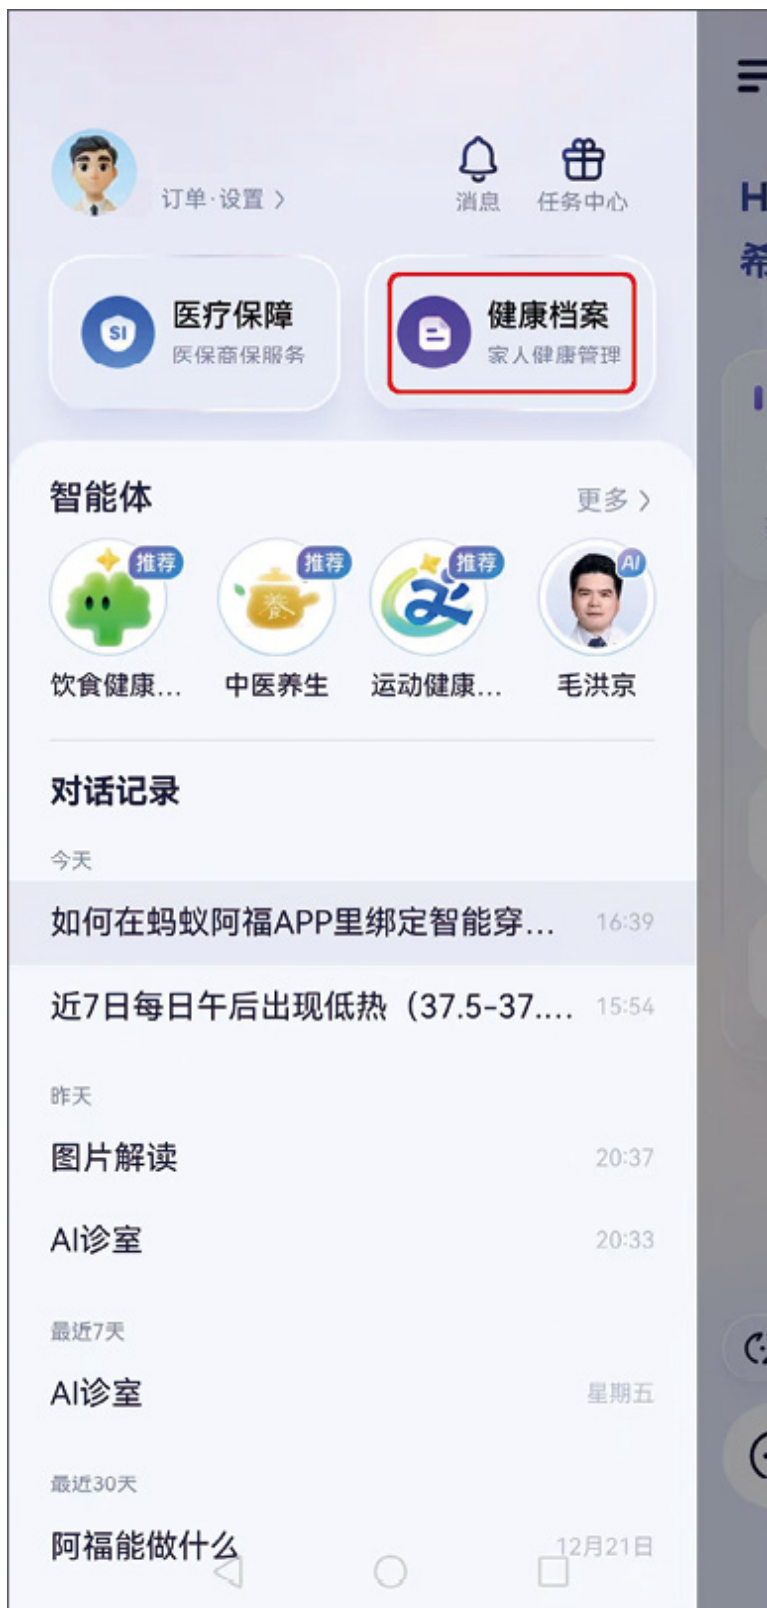 订单·设置 >
消息
任务中心
SI
医疗保障
医保商保服务
健康档案
家人健康管理
智能体
更多 >
推荐
推荐
推荐
AI
養
饮食健康...
中医养生
运动健康...
毛洪京
对话记录
今天
如何在蚂蚁阿福APP里绑定智能穿... 16:39
近7日每日午后出现低热（37.5-37.... 15:54
昨天
图片解读 20:37
AI诊室 20:33
最近7天
AI诊室 星期五
最近30天
阿福能做什么 12月21日
H
希